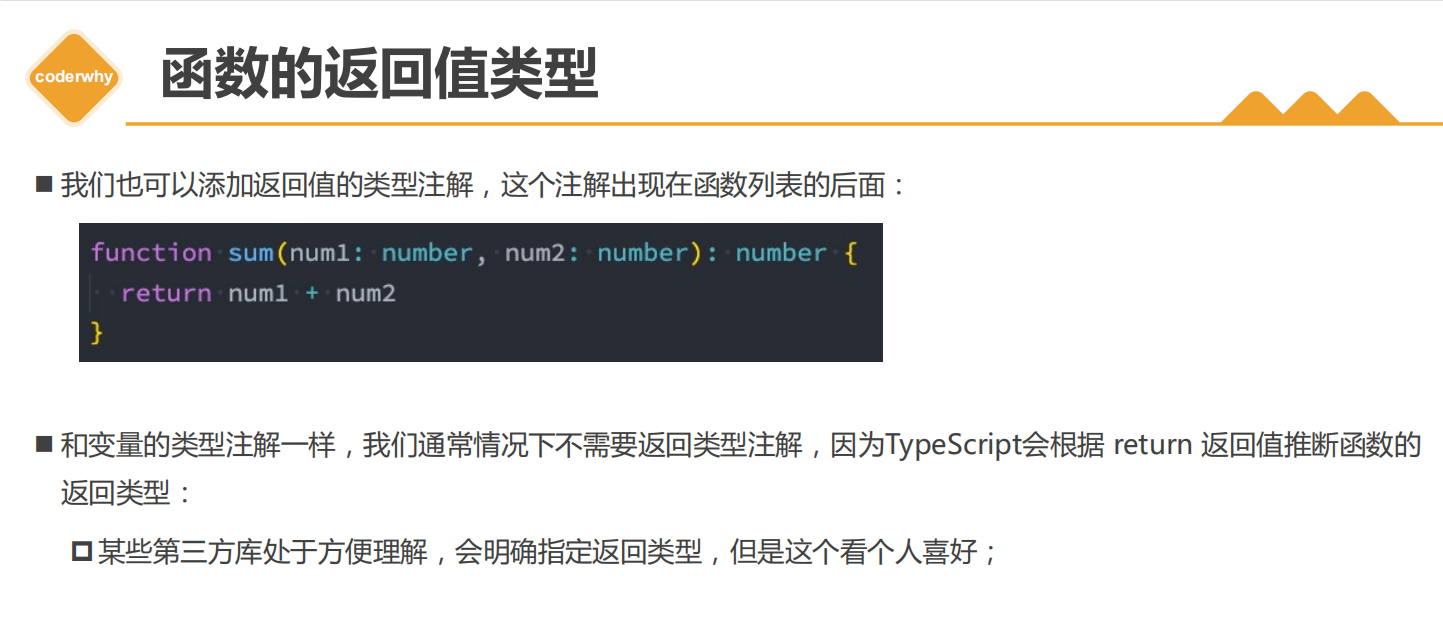 coderwhy
函数的返回值类型
我们也可以添加返回值的类型注解，这个注解出现在函数列表的后面：
function sum(num1: number, num2: number): number {
return num1 + num2
}
和变量的类型注解一样，我们通常情况下不需要返回类型注解，因为TypeScript会根据 return 返回值推断函数的
返回类型：
某些第三方库处于方便理解，会明确指定返回类型，但是这个看个人喜好；